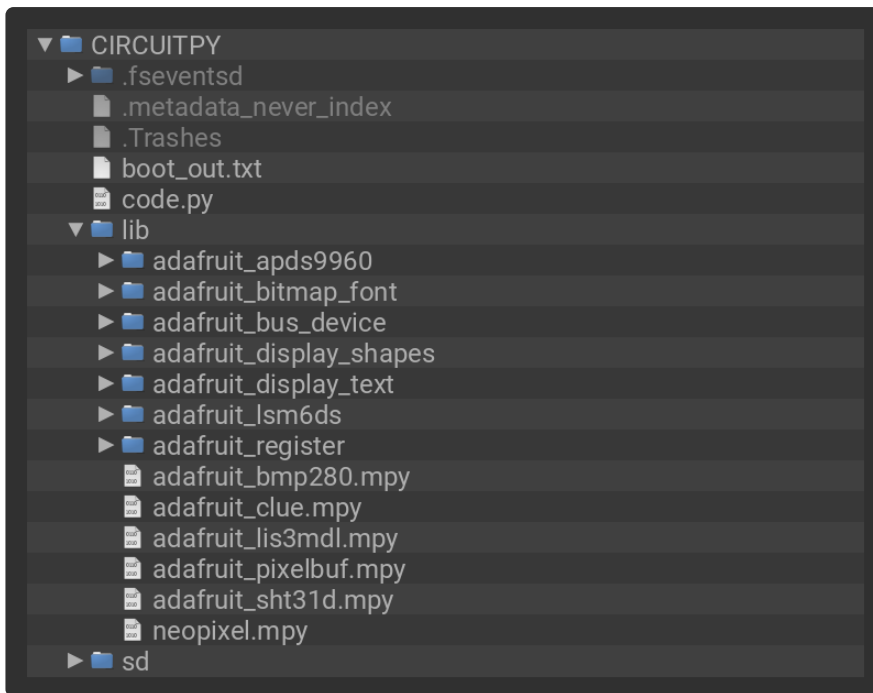 CIRCUITPY
.fseventsd
.metadata_never_index
.Trashes
boot_out.txt
code.py
lib
adafruit_apds9960
adafruit_bitmap_font
adafruit_bus_device
adafruit_display_shapes
adafruit_display_text
adafruit_lsm6ds
adafruit_register
adafruit_bmp280.mpy
adafruit_clue.mpy
adafruit_lis3mdl.mpy
adafruit_pixelbuf.mpy
adafruit_sht31d.mpy
neopixel.mpy
sd